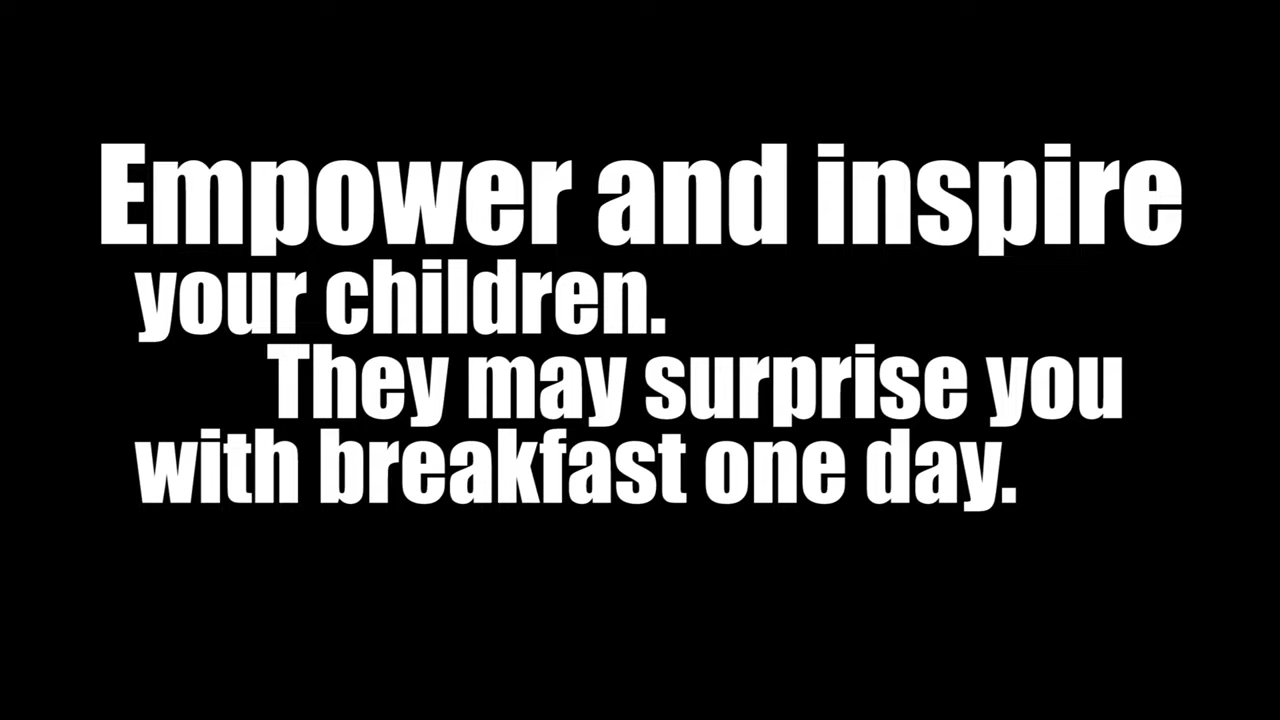 Empower and inspire
your children.
They may surprise you
with breakfast one day.